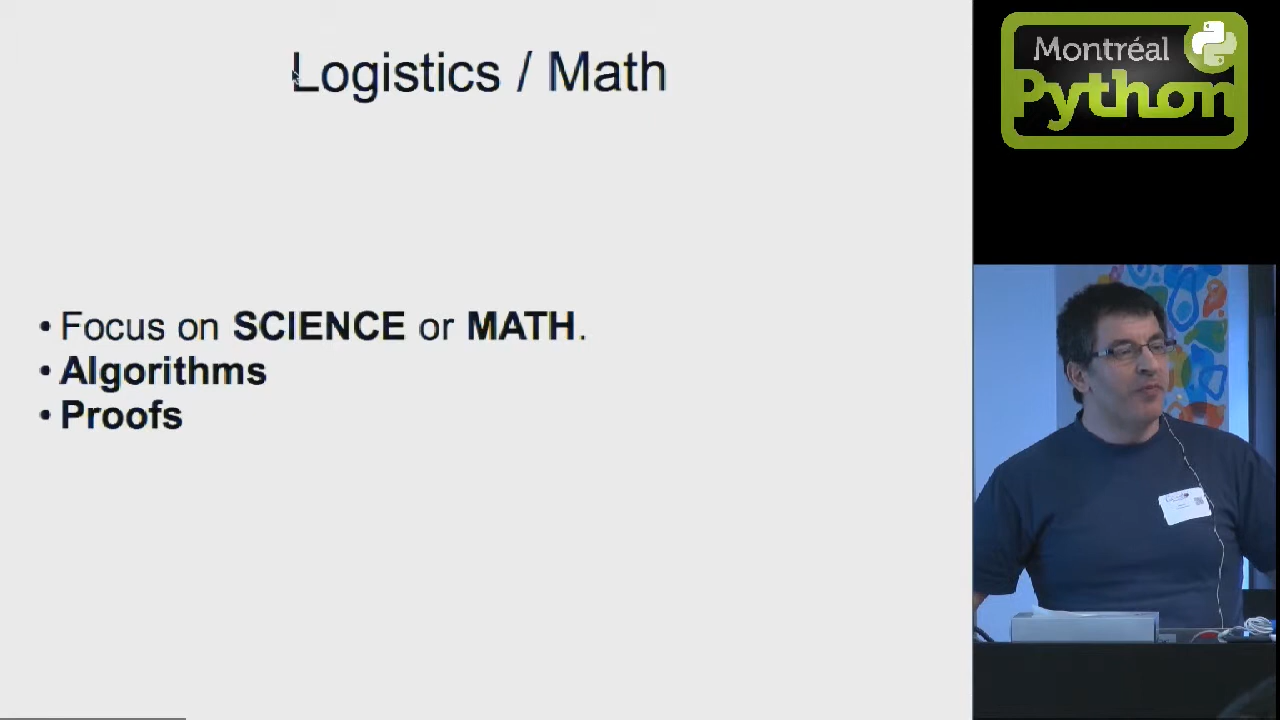 Logistics / Math
• Focus on SCIENCE or MATH.
• Algorithms
• Proofs
Montréal
Python